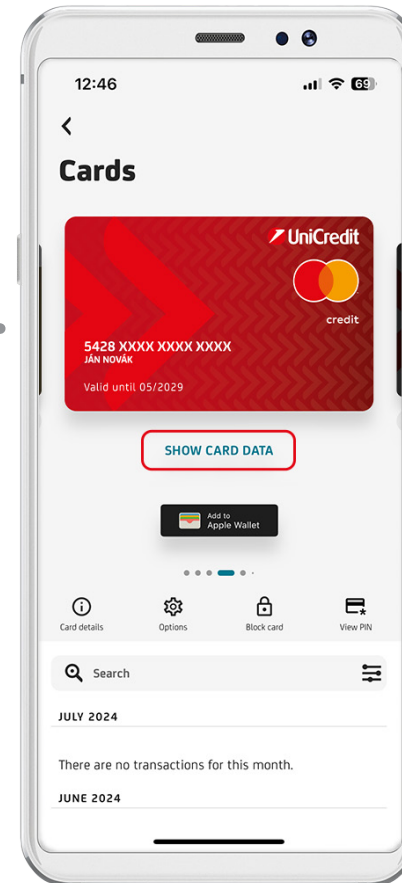 12:46
69
Cards
UniCredit
credit
5428 XXXX XXXX XXXX
JÁN NOVÁK
Valid until 05/2029
SHOW CARD DATA
Add to
Apple Wallet
Card details Options Block card View PIN
Search
JULY 2024
There are no transactions for this month.
JUNE 2024